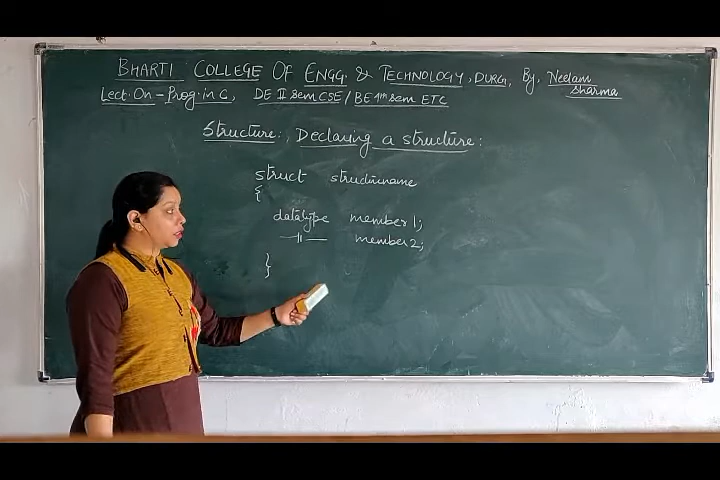 BHARTI COLLEGE OF ENGG. & TECHNOLOGY, DURG, By, Neelam Sharma
Lect. On - Prog. in C, DE II Sem CSE / BE 1st sem ETC
Structure:, Declaring a structure:
struct structurename
{
datatype member1;
—||— member2;
}